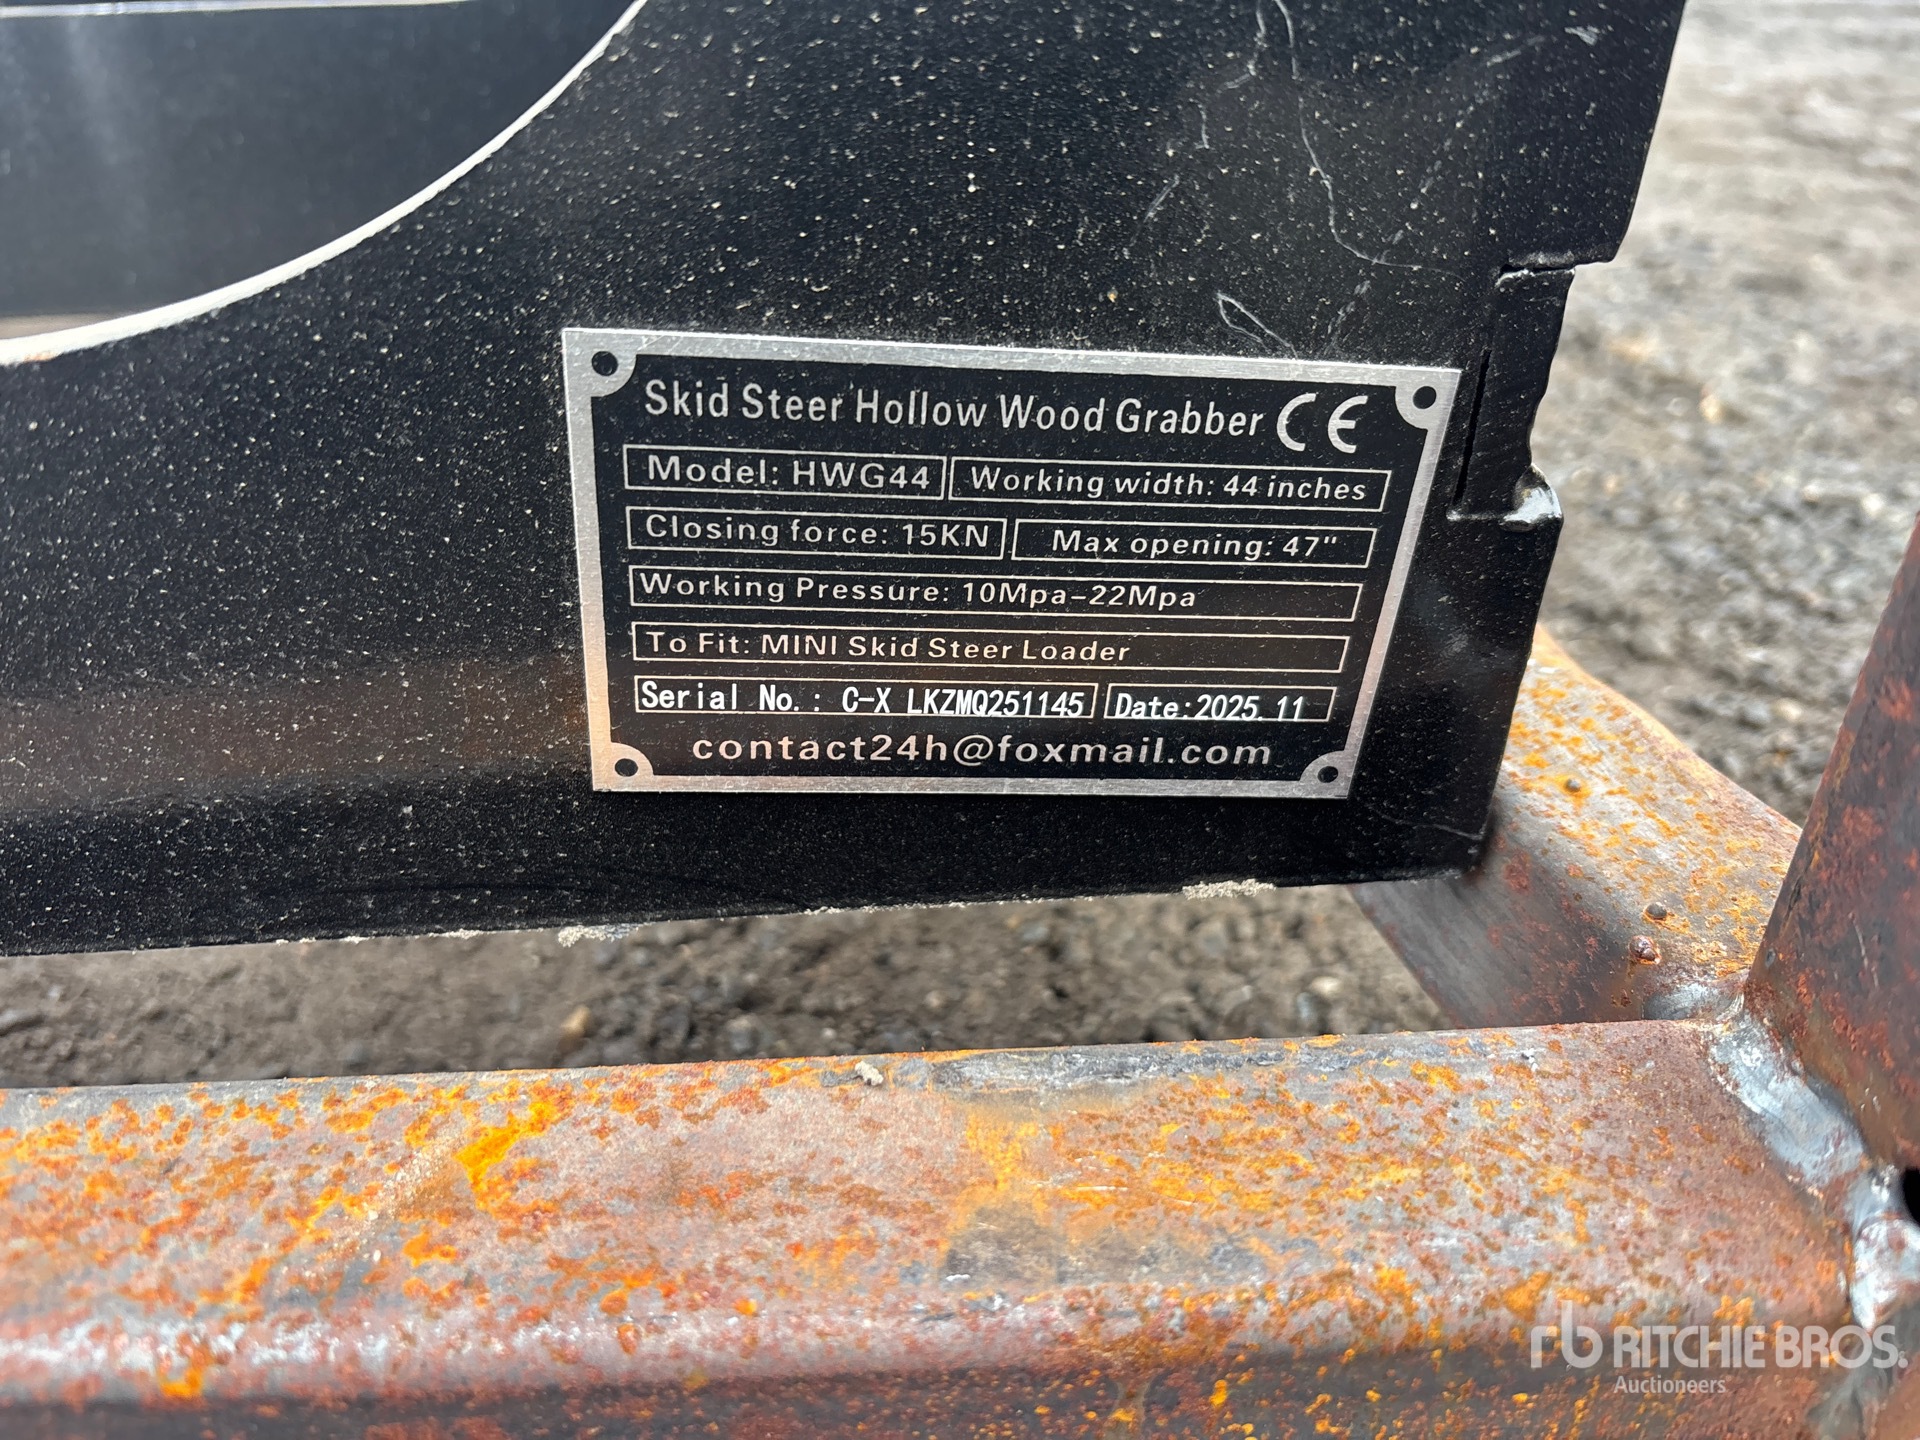 Skid Steer Hollow Wood Grabber CE
Model: HWG44 Working width: 44 inches
Closing force: 15KN Max opening: 47"
Working Pressure: 10Mpa-22Mpa
To Fit: MINI Skid Steer Loader
Serial No.: C-X LKZMQ251145 Date:2025.11
contact24h@foxmail.com
rb RITCHIE BROS.
Auctioneers